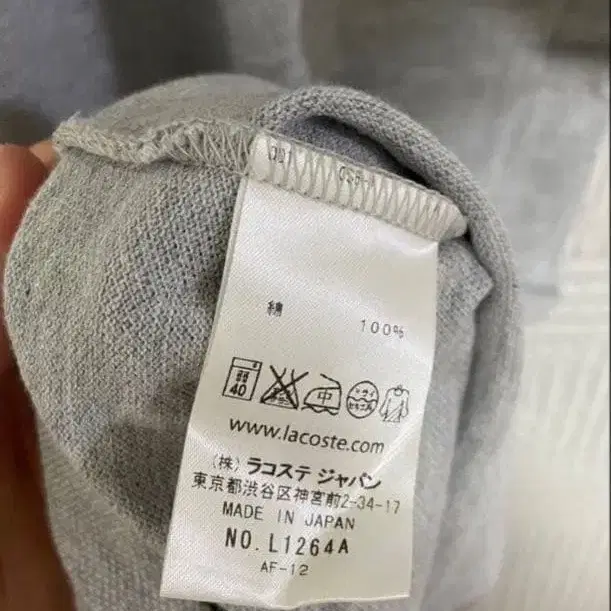 綿 100%
弱
40
中
www.lacoste.com
(株) ラコステ ジャパン
東京都渋谷区神宮前2-34-17
MADE IN JAPAN
NO. L1264A
AF-12